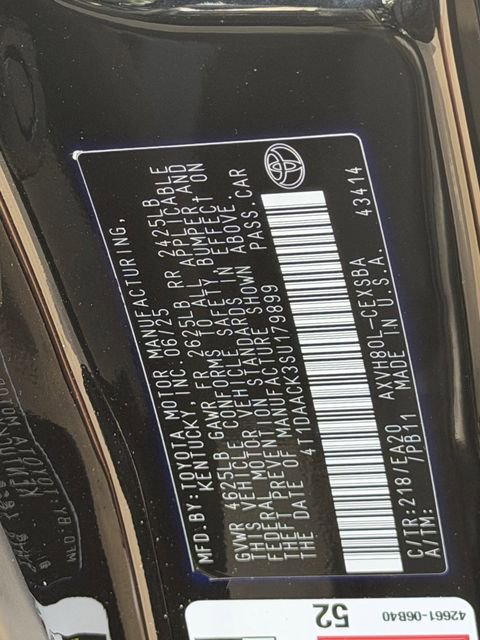 MFD. BY: TOYOTA MOTOR MANUFACTURING,
KENTUCKY, INC. 06/25
GVWR 4625LB GAWR FR 2625LB RR 2425LB
THIS VEHICLE CONFORMS TO ALL APPLICABLE
FEDERAL MOTOR VEHICLE SAFETY, BUMPER, AND
THEFT PREVENTION STANDARDS IN EFFECT ON
THE DATE OF MANUFACTURE SHOWN ABOVE.
4T1DAACK3SU179899 PASS. CAR
C/TR: 218/EA20 AXVH80L-CEXSBA
A/TM: /PB11 MADE IN U.S.A. 43414
52
42661-06B40